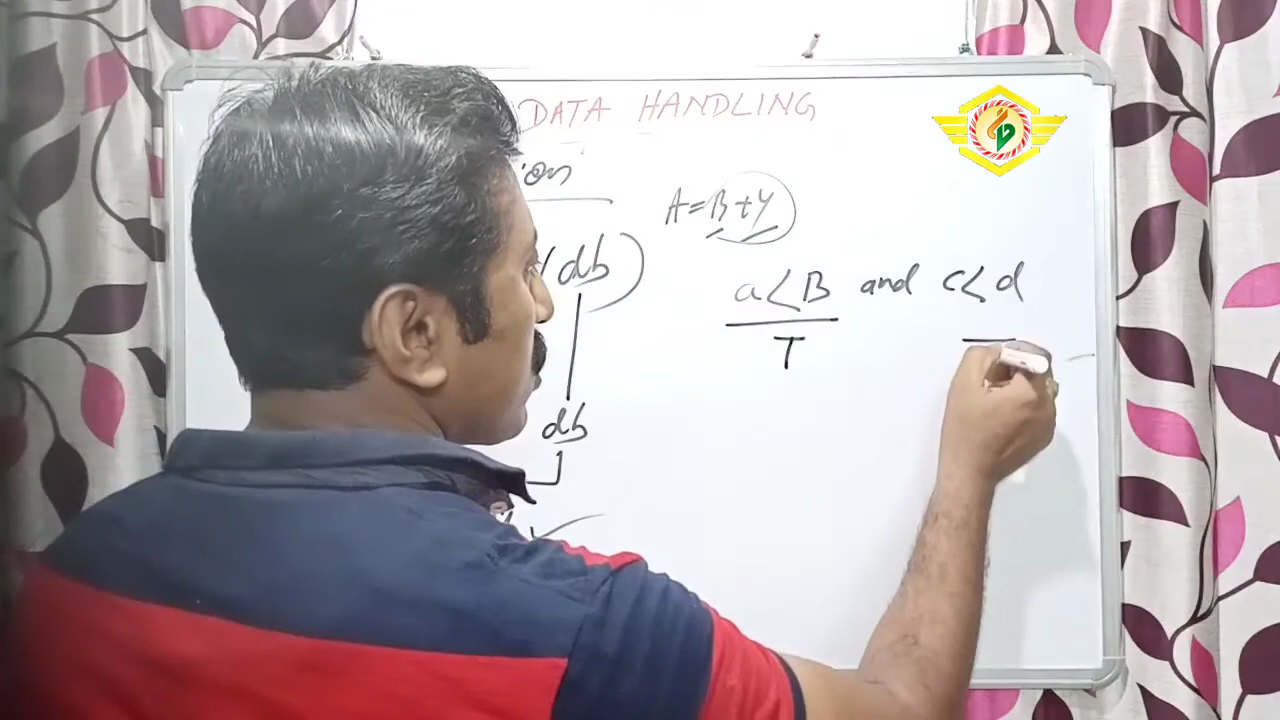 DATA HANDLING
A=B+Y
(db)
a<B and c<d
T
db